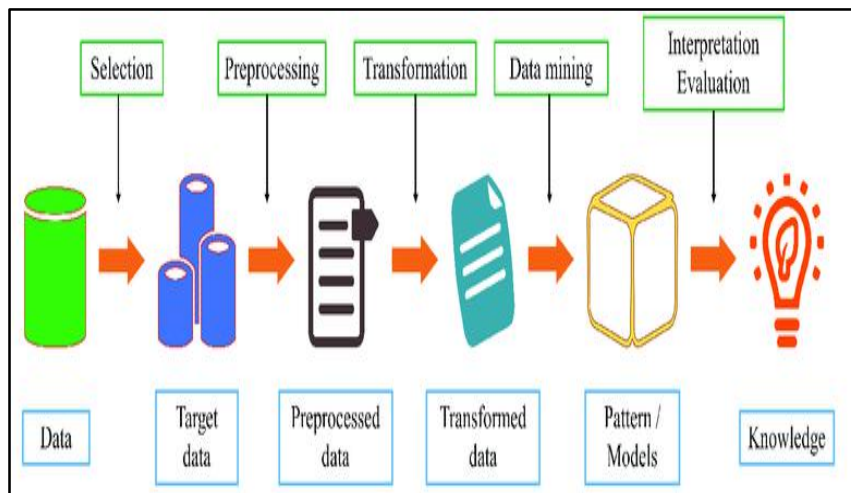 Selection
Preprocessing
Transformation
Data mining
Interpretation
Evaluation
Data
Target
data
Preprocessed
data
Transformed
data
Pattern /
Models
Knowledge